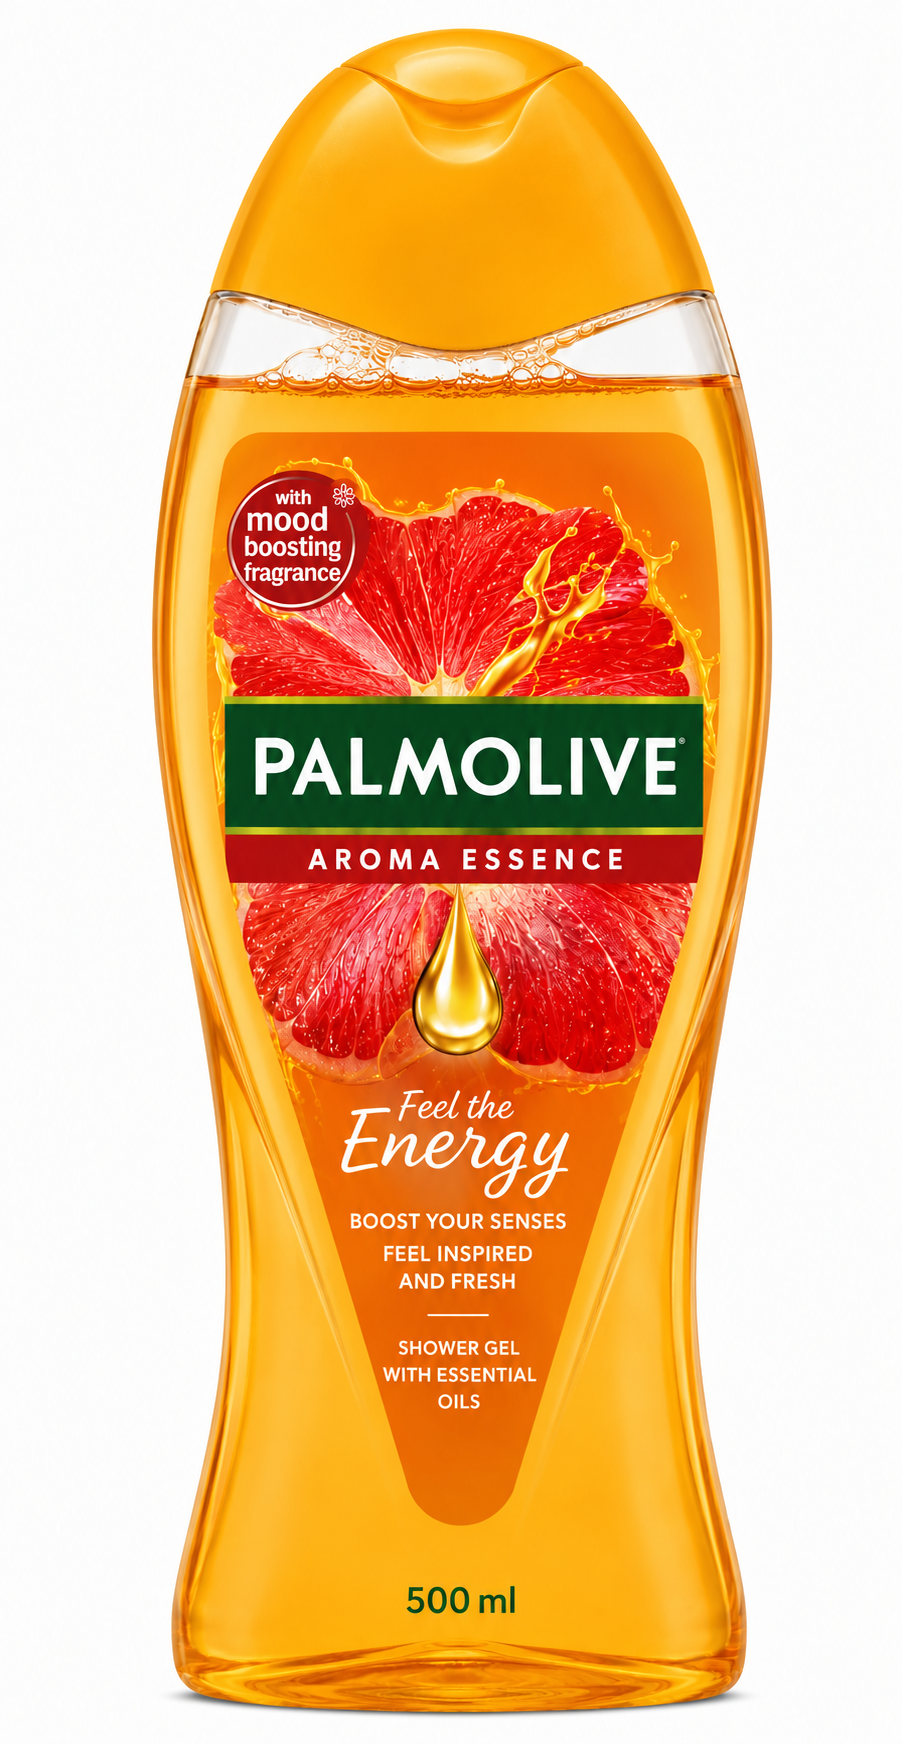 with
mood
boosting
fragrance
PALMOLIVE®
AROMA ESSENCE
Feel the
Energy
BOOST YOUR SENSES
FEEL INSPIRED
AND FRESH
SHOWER GEL
WITH ESSENTIAL
OILS
500 ml